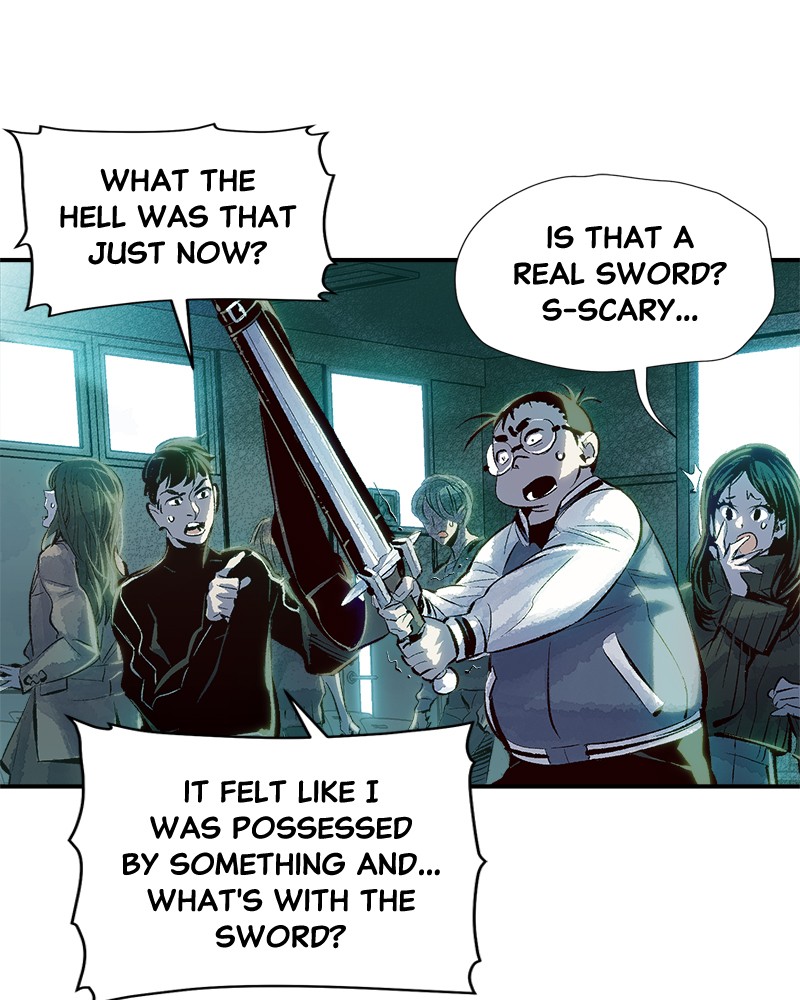 WHAT THE
HELL WAS THAT
JUST NOW?
IS THAT A
REAL SWORD?
S-SCARY...
IT FELT LIKE I
WAS POSSESSED
BY SOMETHING AND...
WHAT'S WITH THE
SWORD?